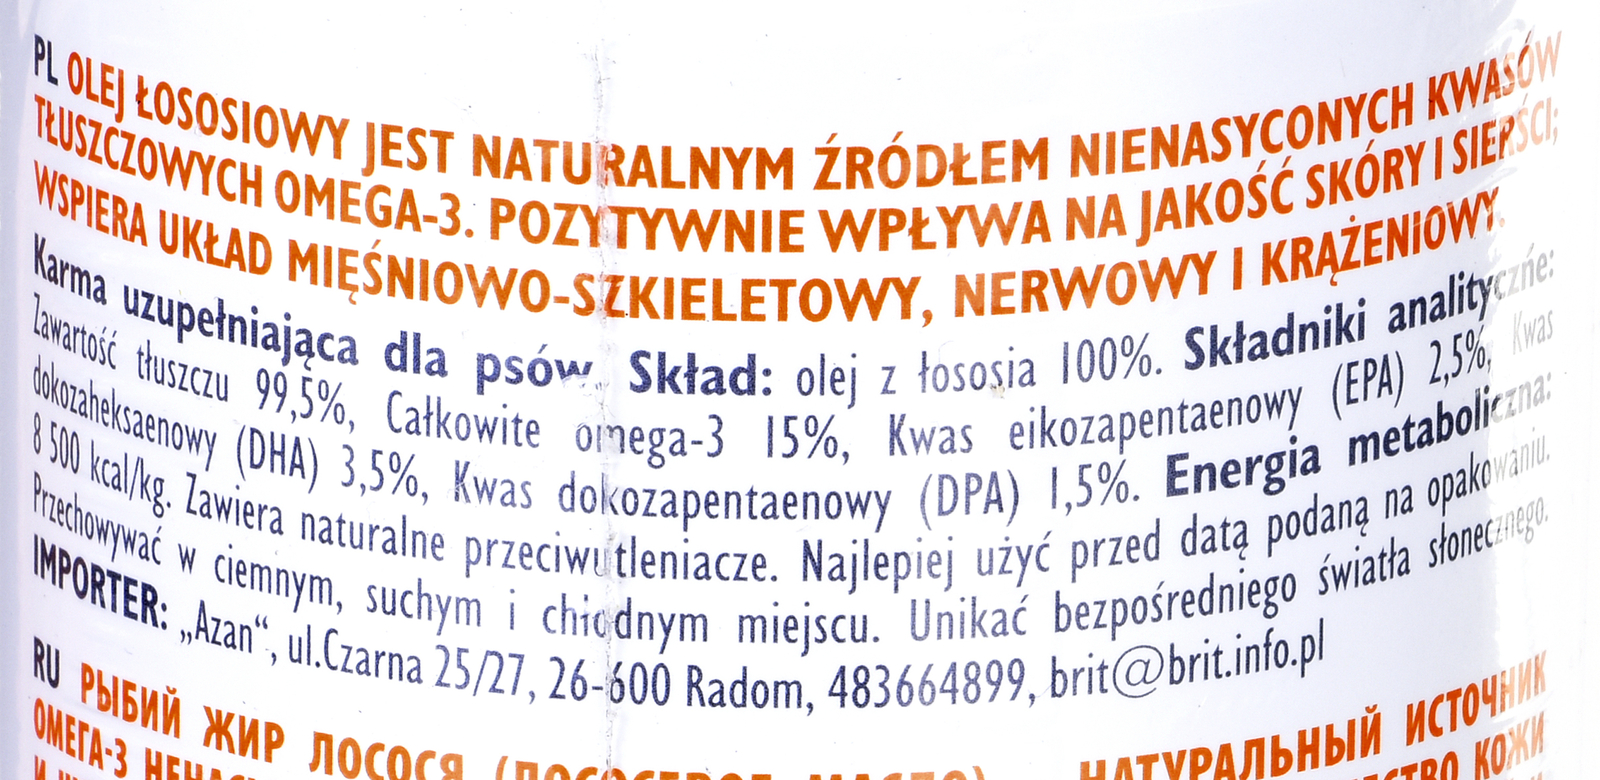 PL OLEJ ŁOSOSIOWY JEST NATURALNYM ŹRÓDŁEM NIENASYCONYCH KWASÓW
TŁUSZCZOWYCH OMEGA-3. POZYTYWNIE WPŁYWA NA JAKOŚĆ SKÓRY I SIERŚCI;
WSPIERA UKŁAD MIĘŚNIOWO-SZKIELETOWY, NERWOWY I KRĄŻENIOWY.
Karma uzupełniająca dla psów. Skład: olej z łososia 100%. Składniki analityczńe:
Zawartość tłuszczu 99,5%, Całkowite omega-3 15%, Kwas eikozapentaenowy (EPA) 2,5%, Kwas
dokozaheksaenowy (DHA) 3,5%, Kwas dokozapentaenowy (DPA) 1,5%. Energia metaboliczna:
8 500 kcal/kg. Zawiera naturalne przeciwutleniacze. Najlepiej użyć przed datą podaną na opakowaniu.
Przechowywać w ciemnym, suchym i chłodnym miejscu. Unikać bezpośredniego światła słonecznego.
IMPORTER: „Azan“, ul.Czarna 25/27, 26-600 Radom, 483664899, brit@brit.info.pl
RU РЫБИЙ ЖИР ЛОСОСЯ (ЛОСОСЕВОЕ МАСЛО) – НАТУРАЛЬНЫЙ ИСТОЧНИК
ОМЕГА-3 КОЖИ